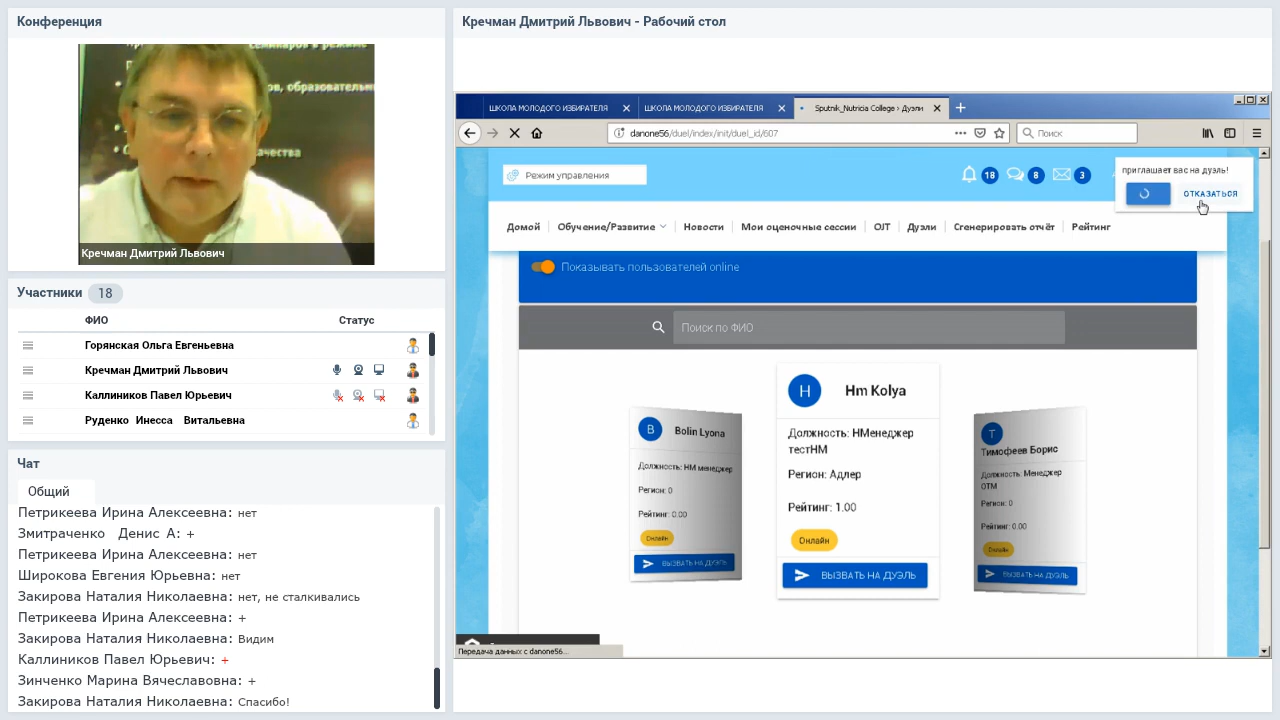 Конференция
семинаров в режиме
образовательн
Кречман Дмитрий Львович
Участники 18
ФИО Статус
Горянская Ольга Евгеньевна
Кречман Дмитрий Львович
Каллиников Павел Юрьевич
Руденко Инесса Витальевна
Чат
Общий
Петрикеева Ирина Алексеевна: нет
Змитраченко Денис А: +
Петрикеева Ирина Алексеевна: нет
Широкова Евгения Юрьевна: нет
Закирова Наталия Николаевна: нет, не сталкивались
Петрикеева Ирина Алексеевна: +
Закирова Наталия Николаевна: Видим
Каллиников Павел Юрьевич: +
Зинченко Марина Вячеславовна: +
Закирова Наталия Николаевна: Спасибо!
Кречман Дмитрий Львович - Рабочий стол
ШКОЛА МОЛОДОГО ИЗБИРАТЕЛЯ
ШКОЛА МОЛОДОГО ИЗБИРАТЕЛЯ
Sputnik_Nutricia College › Дуэли
danone56/duel/index/init/duel_id/607
Поиск
Режим управления
18 8 3
приглашает вас на дуэль!
ОТКАЗАТЬСЯ
Домой Обучение/Развитие Новости Мои оценочные сессии OJT Дуэли Сгенерировать отчёт Рейтинг
Показывать пользователей online
Поиск по ФИО
B Bolin Lyona
Должность: НМ менеджер
Регион: 0
Рейтинг: 0.00
Онлайн
ВЫЗВАТЬ НА ДУЭЛЬ
H Hm Kolya
Должность: НМенеджер
тестНМ
Регион: Адлер
Рейтинг: 1.00
Онлайн
ВЫЗВАТЬ НА ДУЭЛЬ
Т
Тимофеев Борис
Должность: Менеджер
ОТМ
Регион: 0
Рейтинг: 0.00
Онлайн
ВЫЗВАТЬ НА ДУЭЛЬ
Передача данных с danone56...